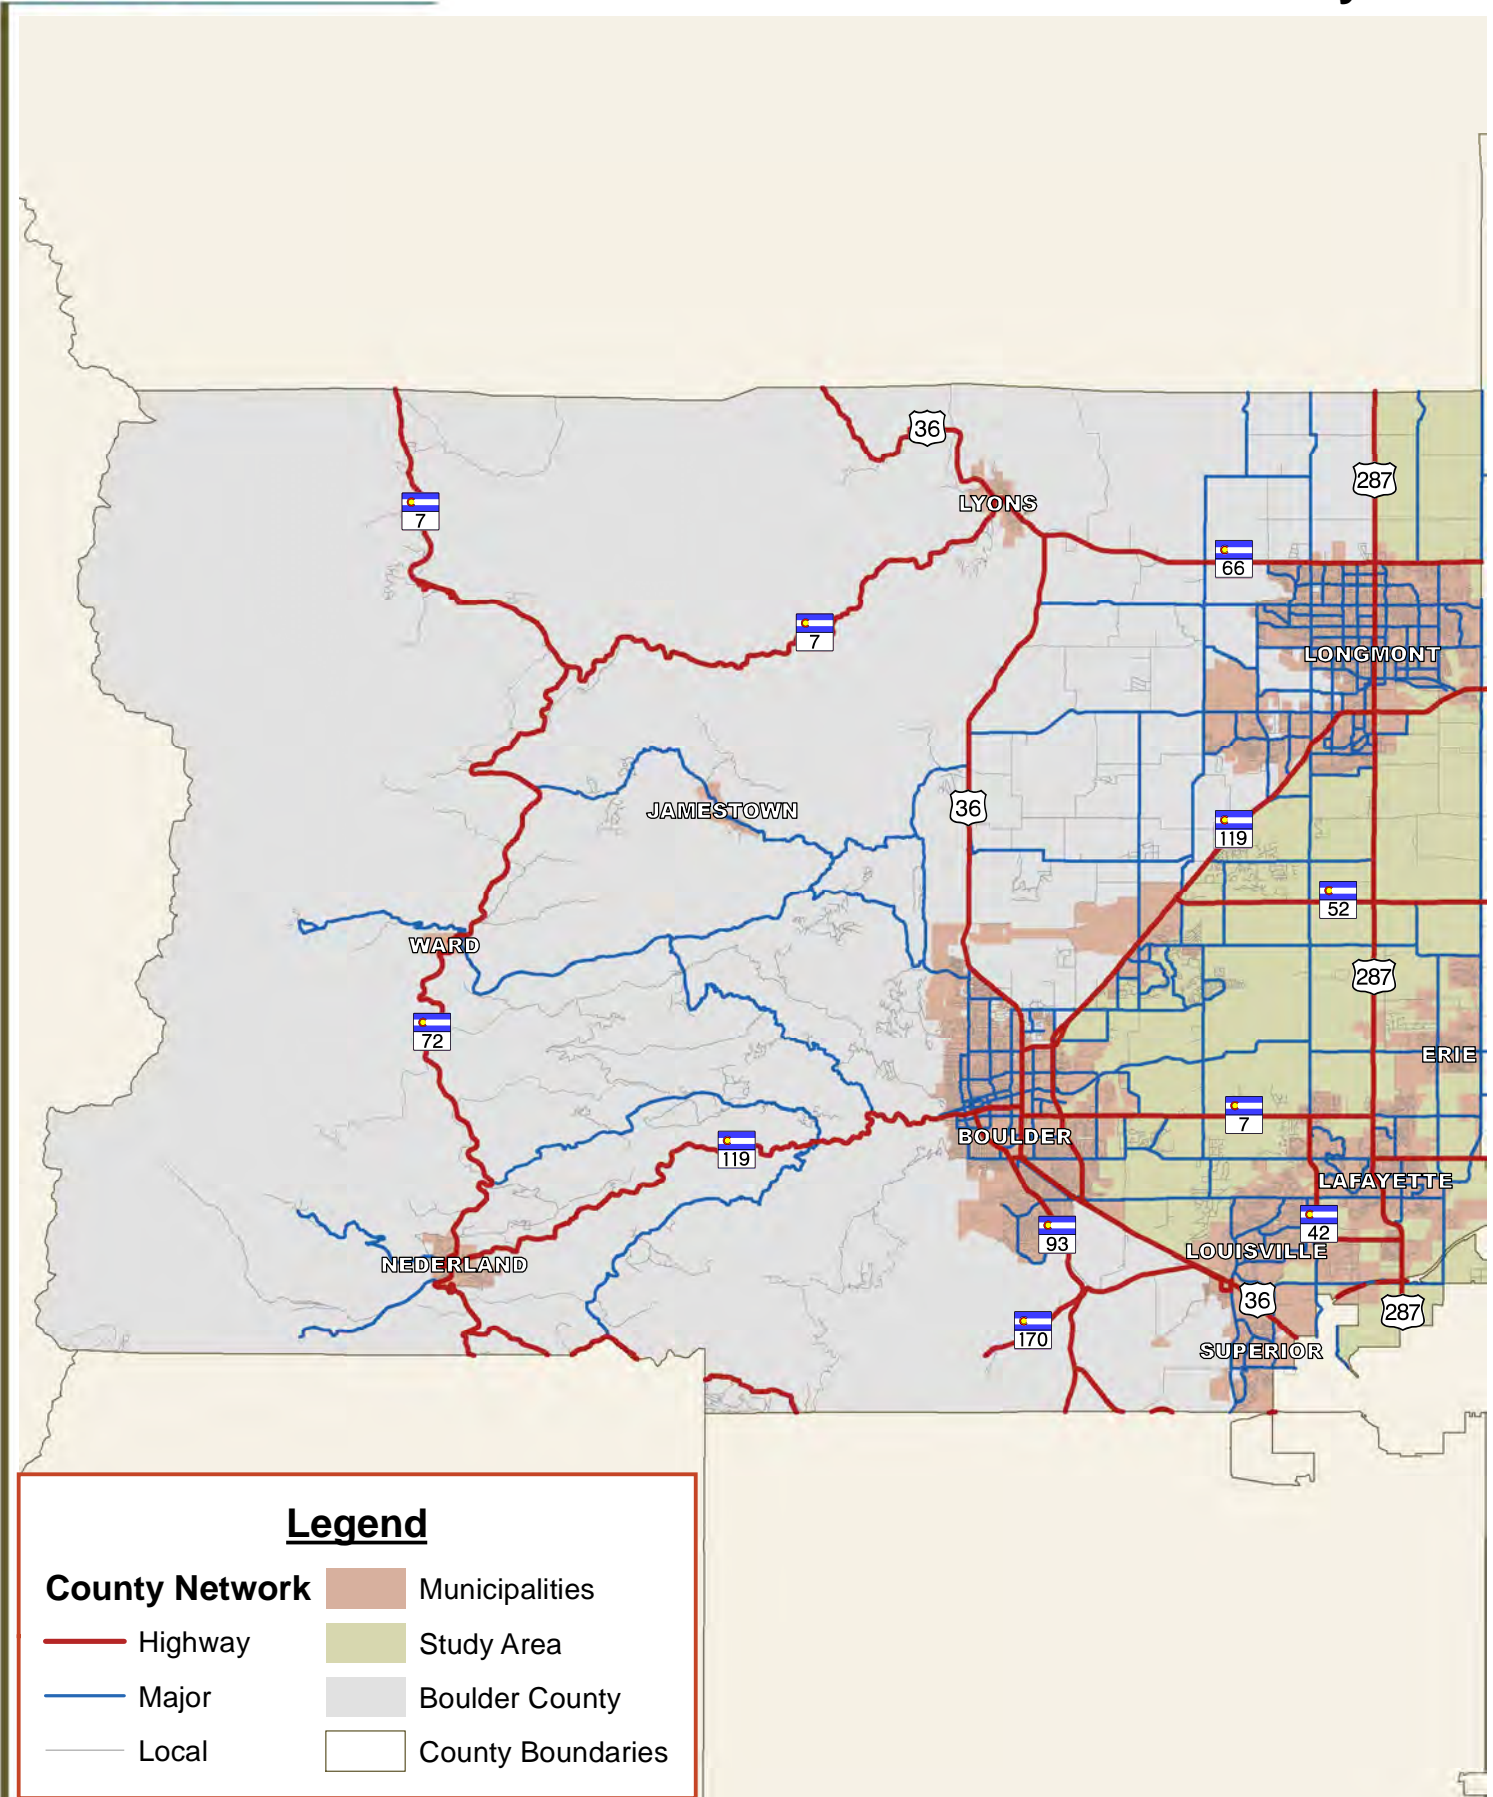 36
LYONS
287
7
66
7
LONGMONT
JAMESTOWN
36
119
52
WARD
287
72
ERIE
7
BOULDER
119
LAFAYETTE
42
93
LOUISVILLE
NEDERLAND
36
287
170
SUPERIOR
Legend
County Network
Highway
Major
Local
Municipalities
Study Area
Boulder County
County Boundaries